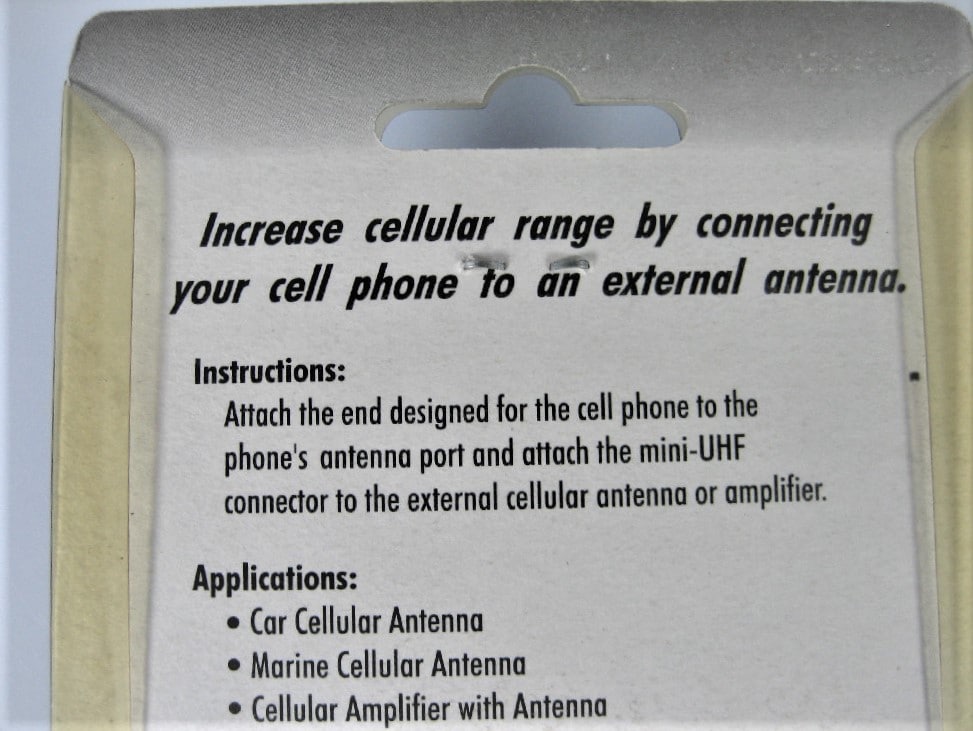 Increase cellular range by connecting
your cell phone to an external antenna.
Instructions:
Attach the end designed for the cell phone to the
phone's antenna port and attach the mini-UHF
connector to the external cellular antenna or amplifier.
Applications:
• Car Cellular Antenna
• Marine Cellular Antenna
• Cellular Amplifier with Antenna